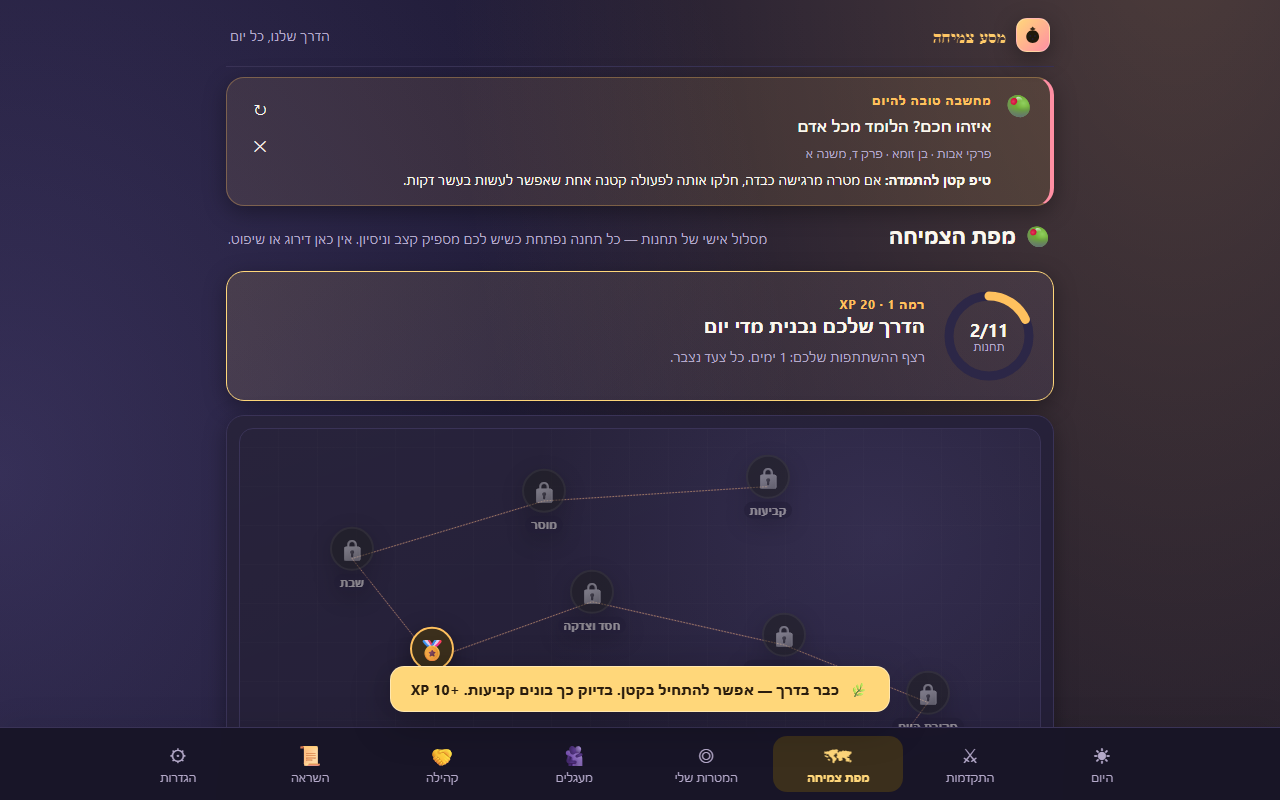 מסע צמיחה
הדרך שלנו, כל יום
מחשבה טובה להיום
איזהו חכם? הלומד מכל אדם
פרקי אבות · בן זומא · פרק ד, משנה א
טיפ קטן להתמדה: אם מטרה מרגישה כבדה, חלקו אותה לפעולה קטנה אחת שאפשר לעשות בעשר דקות.
מפת הצמיחה
מסלול אישי של תחנות — כל תחנה נפתחת כשיש לכם מספיק קצב וניסיון. אין כאן דירוג או שיפוט.
2/11
תחנות
רמה 1 · 20 XP
הדרך שלכם נבנית מדי יום
רצף ההשתתפות שלכם: 1 ימים. כל צעד נצבר.
קביעות
מוסר
שבת
חסד וצדקה
כבר בדרך — אפשר להתחיל בקטן. בדיוק כך בונים קביעות. +10 XP
היום
התקדמות
מפת צמיחה
המטרות שלי
מעגלים
קהילה
השראה
הגדרות